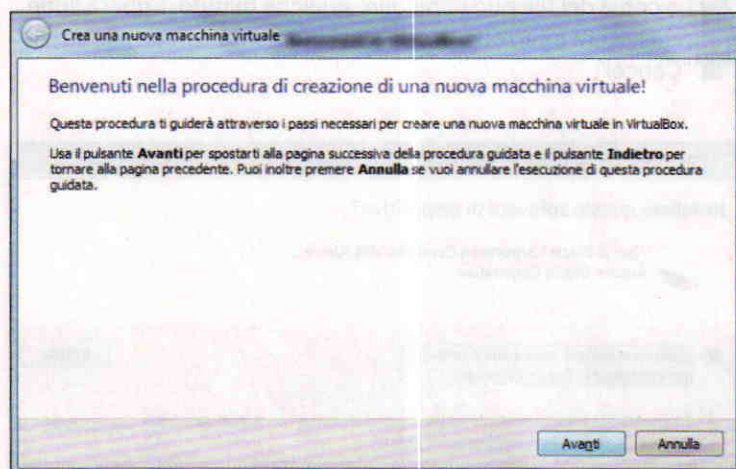 Crea una nuova macchina virtuale
Benvenuti nella procedura di creazione di una nuova macchina virtuale!
Questa procedura ti guiderà attraverso i passi necessari per creare una nuova macchina virtuale in VirtualBox.
Usa il pulsante Avanti per spostarti alla pagina successiva della procedura guidata e il pulsante Indietro per
tornare alla pagina precedente. Puoi inoltre premere Annulla se vuoi annullare l'esecuzione di questa procedura
guidata.
Avanti
Annulla